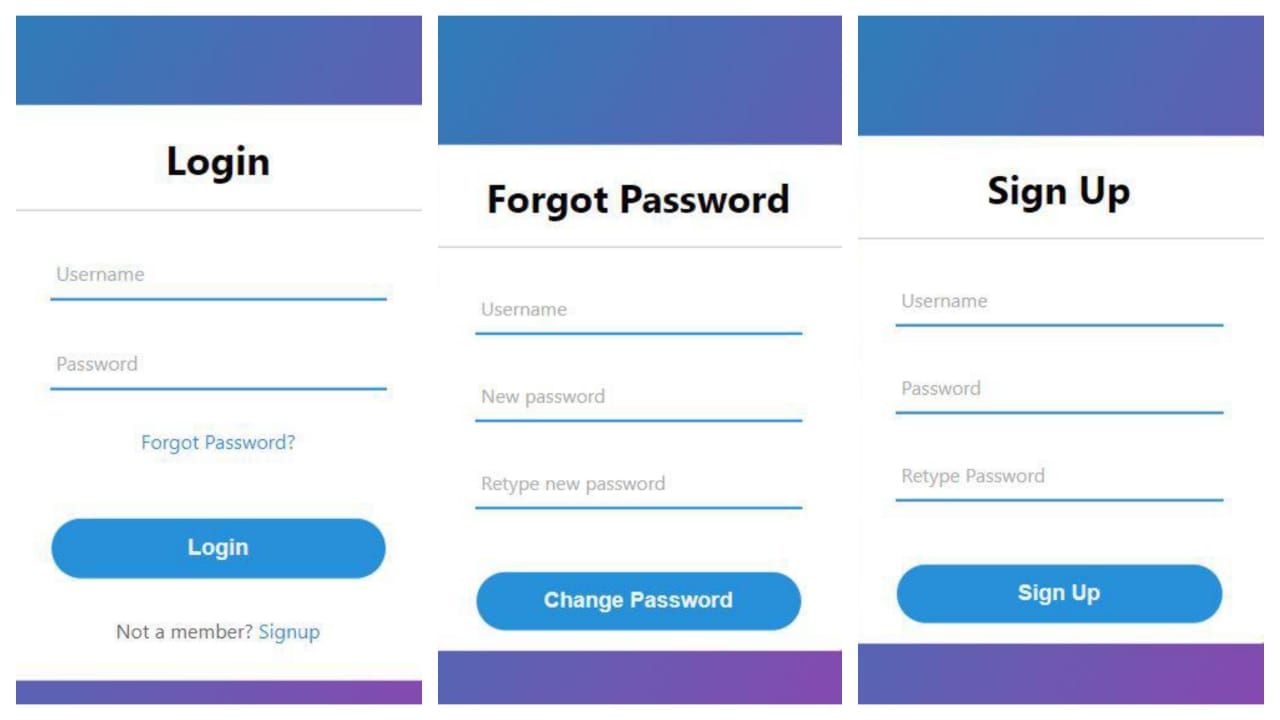 Login
Username
Password
Forgot Password?
Login
Not a member? Signup
Forgot Password
Username
New password
Retype new password
Change Password
Sign Up
Username
Password
Retype Password
Sign Up